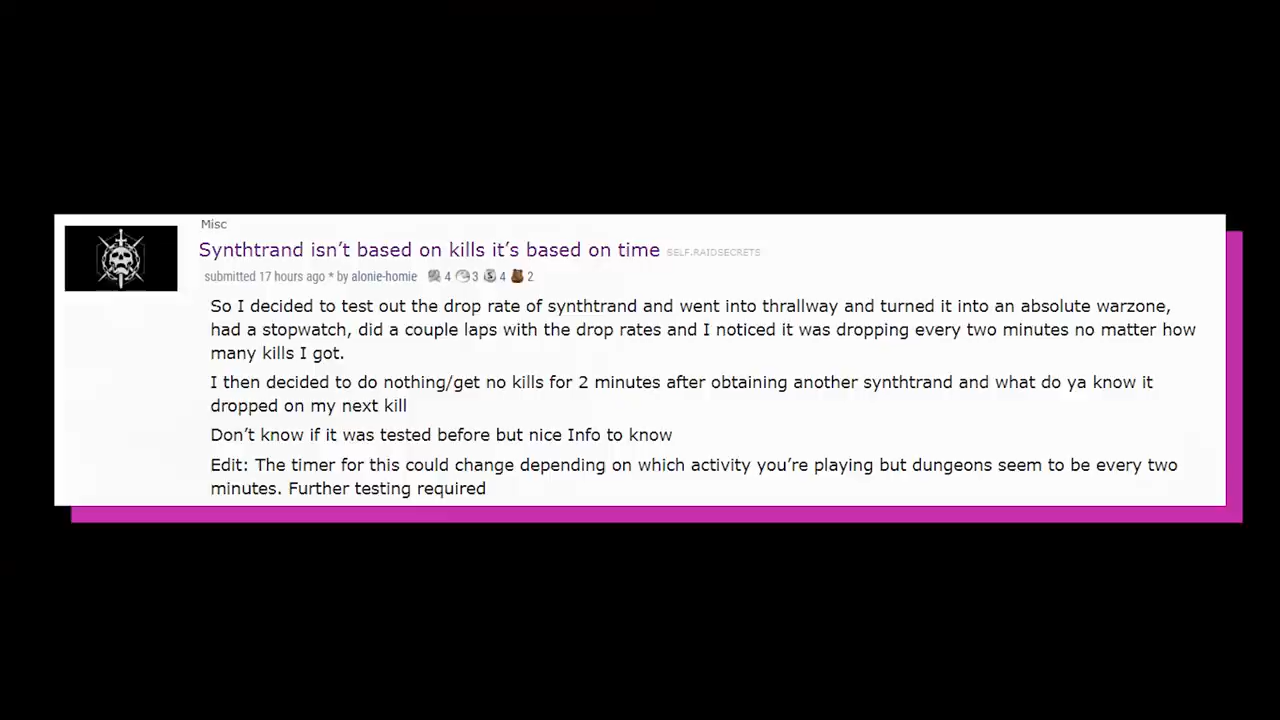 Misc
Synthtrand isn’t based on kills it’s based on time SELF.RAIDSECRETS
submitted 17 hours ago * by alonie-homie 4 3 4 2
So I decided to test out the drop rate of synthtrand and went into thrallway and turned it into an absolute warzone,
had a stopwatch, did a couple laps with the drop rates and I noticed it was dropping every two minutes no matter how
many kills I got.
I then decided to do nothing/get no kills for 2 minutes after obtaining another synthtrand and what do ya know it
dropped on my next kill
Don’t know if it was tested before but nice Info to know
Edit: The timer for this could change depending on which activity you’re playing but dungeons seem to be every two
minutes. Further testing required